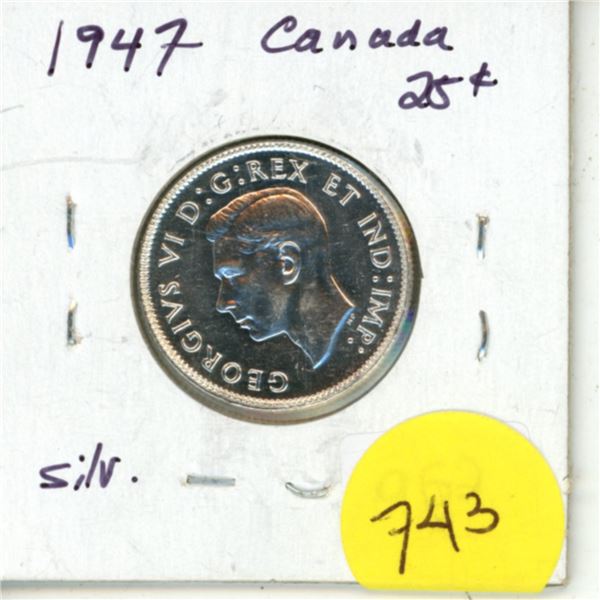 1947 Canada
25¢
GEORGIVS VI D:G:REX ET IND:IMP:
silv.
743